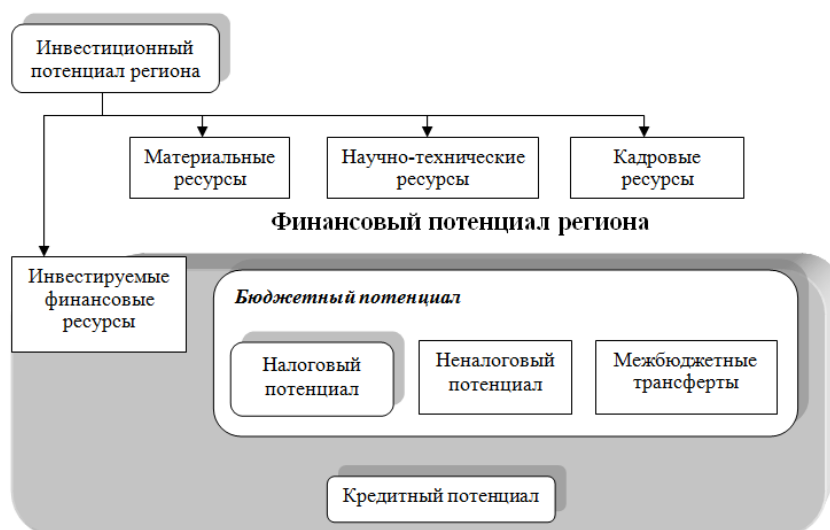 Инвестиционный
потенциал региона
Материальные
ресурсы
Научно-технические
ресурсы
Кадровые
ресурсы
Финансовый потенциал региона
Инвестируемые
финансовые
ресурсы
Бюджетный потенциал
Налоговый
потенциал
Неналоговый
потенциал
Межбюджетные
трансферты
Кредитный потенциал